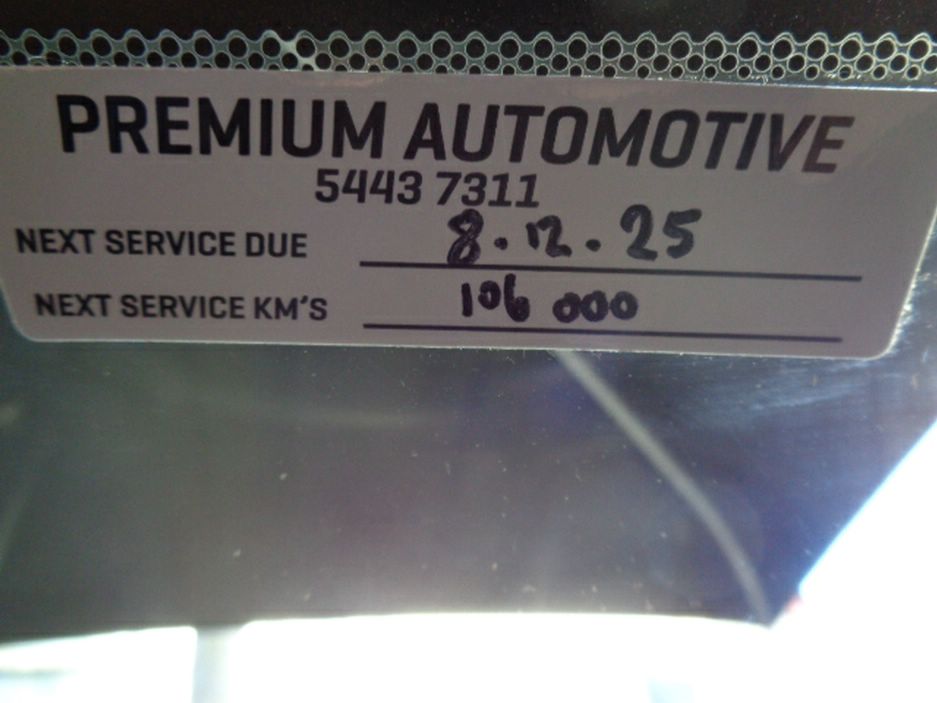 PREMIUM AUTOMOTIVE
5443 7311
NEXT SERVICE DUE 8.12.25
NEXT SERVICE KM'S 106 000